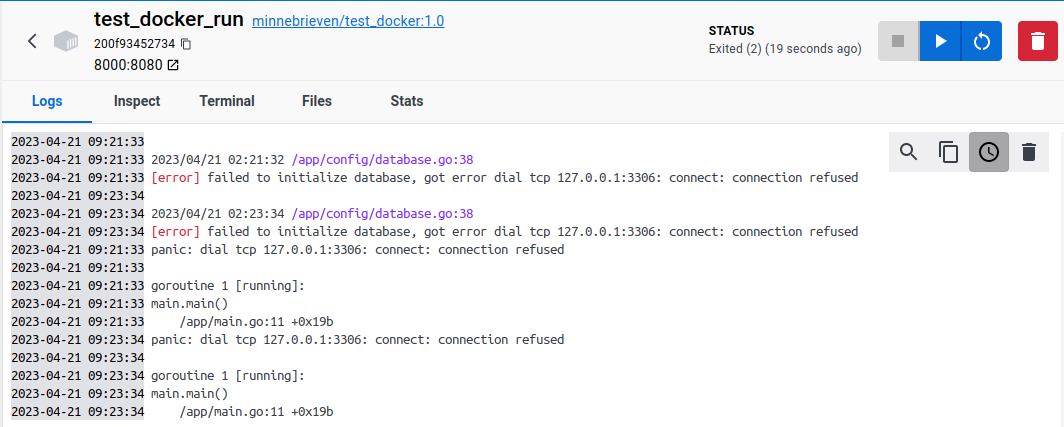 test_docker_run minnebrieven/test_docker:1.0
200f93452734
8000:8080
STATUS
Exited (2) (19 seconds ago)
Logs Inspect Terminal Files Stats
2023-04-21 09:21:33
2023-04-21 09:21:33 2023/04/21 02:21:32 /app/config/database.go:38
2023-04-21 09:21:33 [error] failed to initialize database, got error dial tcp 127.0.0.1:3306: connect: connection refused
2023-04-21 09:23:34
2023-04-21 09:23:34 2023/04/21 02:23:34 /app/config/database.go:38
2023-04-21 09:23:34 [error] failed to initialize database, got error dial tcp 127.0.0.1:3306: connect: connection refused
2023-04-21 09:21:33 panic: dial tcp 127.0.0.1:3306: connect: connection refused
2023-04-21 09:21:33
2023-04-21 09:21:33 goroutine 1 [running]:
2023-04-21 09:21:33 main.main()
2023-04-21 09:21:33 /app/main.go:11 +0x19b
2023-04-21 09:23:34 panic: dial tcp 127.0.0.1:3306: connect: connection refused
2023-04-21 09:23:34
2023-04-21 09:23:34 goroutine 1 [running]:
2023-04-21 09:23:34 main.main()
2023-04-21 09:23:34 /app/main.go:11 +0x19b